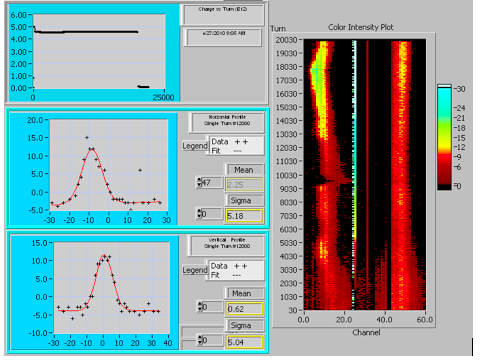 Charge vs Turn (E12)
4/27/2010 9:06 AM
6.00
5.00
4.00
3.00
2.00
1.00
0.00
0
25000
Horizontal Profile
Single Turn #12000
Legend
Data + +
Fit ---
Mean
47
2.25
Sigma
0
5.18
20.0
15.0
10.0
5.0
0.0
-5.0
-30 -20 -10 0 10 20 30
Vertical Profile
Single Turn #12000
Legend
Data + +
Fit ---
Mean
0
0.62
Sigma
0
5.04
15.0
10.0
5.0
0.0
-5.0
-10.0
-30 -20 -10 0 10 20 30 40
Turn
Color Intensity Plot
20030
19030
18030
17030
16030
15030
14030
13030
12030
11030
10030
9030
8030
7030
6030
5030
4030
3030
2030
1030
30
0.0 20.0 40.0 60.0
Channel
30
24
21
18
15
12
9
6
0